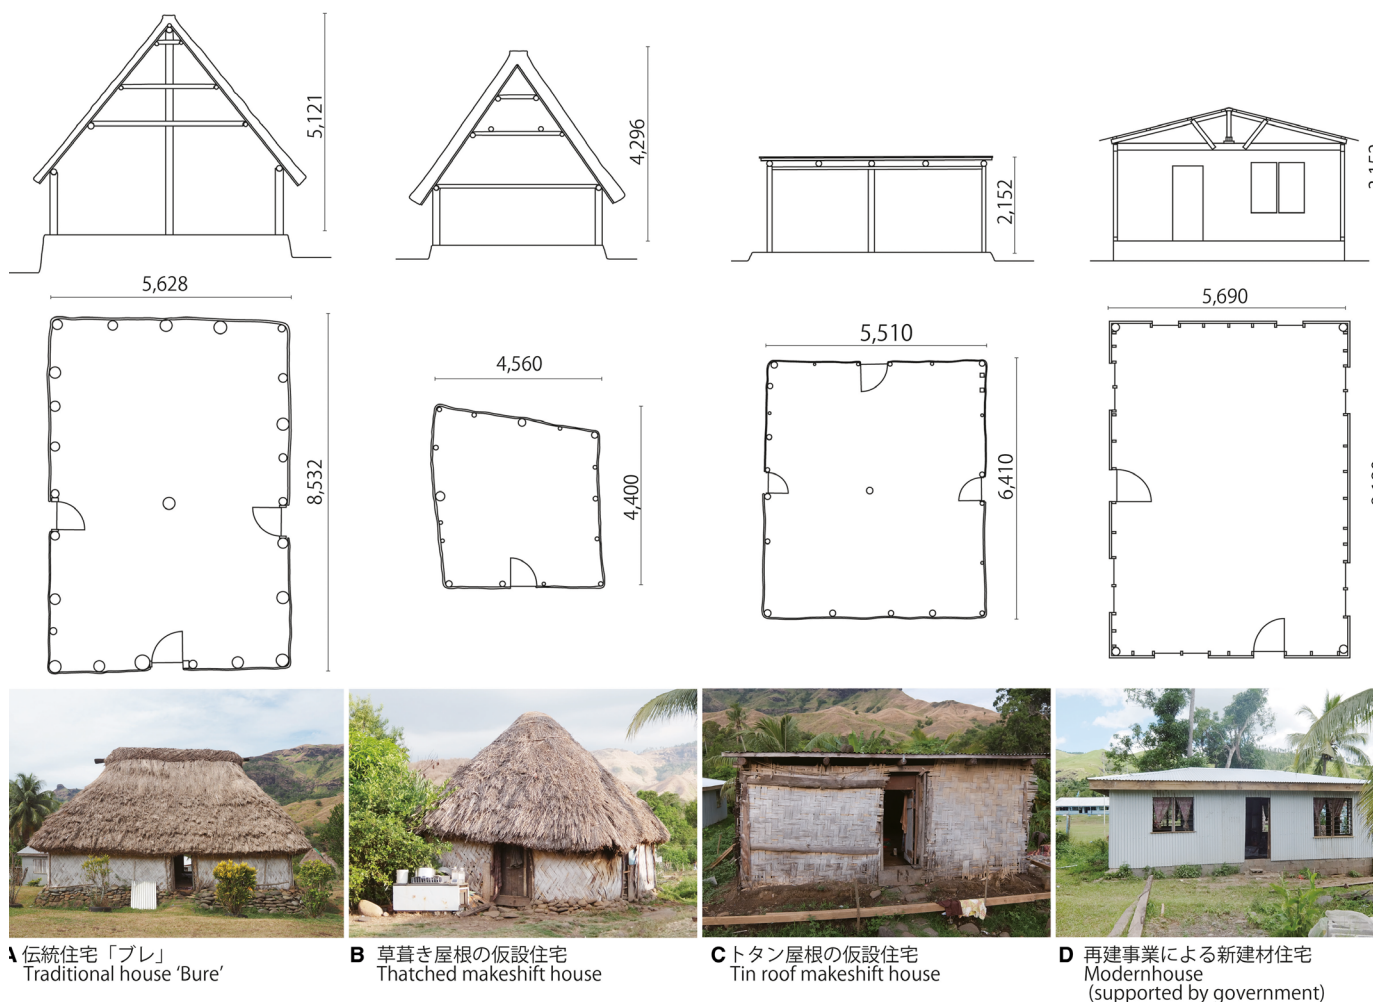 5,121
4,296
2,152
5,628
4,560
5,510
5,690
8,532
4,400
6,410
A 伝統住宅「ブレ」
Traditional house ‘Bure’
B 草葺き屋根の仮設住宅
Thatched makeshift house
C トタン屋根の仮設住宅
Tin roof makeshift house
D 再建事業による新建材住宅
Modernhouse
(supported by government)